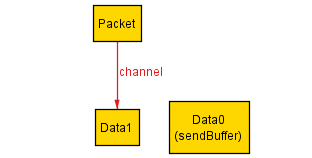 Packet
channel
Data1
Data0
(sendBuffer)